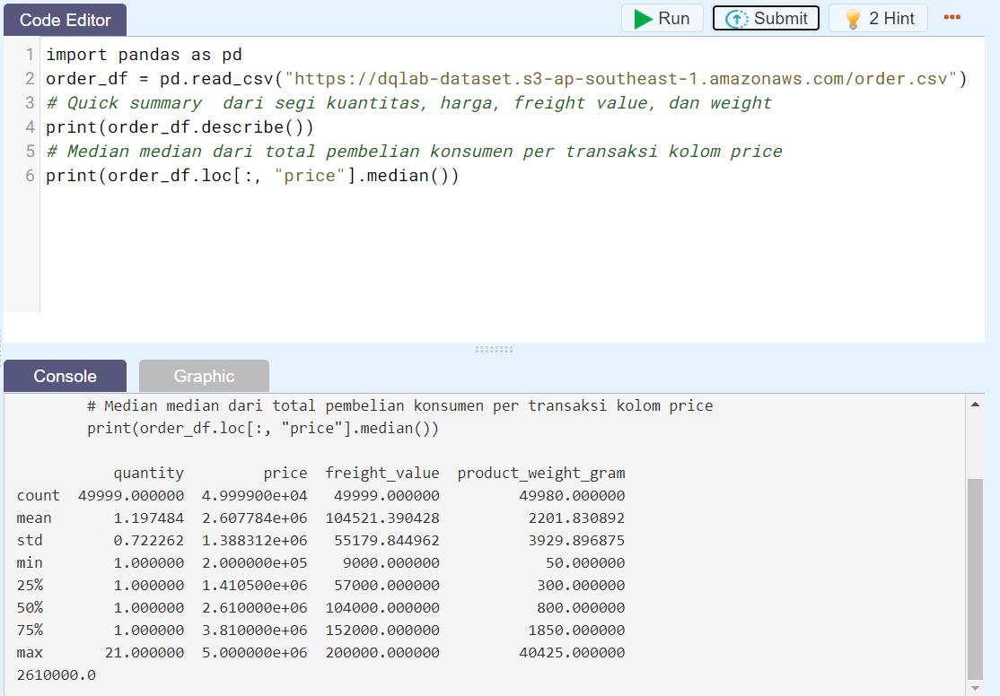 Code Editor Run Submit 2 Hint
1 import pandas as pd
2 order_df = pd.read_csv("https://dqlab-dataset.s3-ap-southeast-1.amazonaws.com/order.csv")
3 # Quick summary  dari segi kuantitas, harga, freight value, dan weight
4 print(order_df.describe())
5 # Median median dari total pembelian konsumen per transaksi kolom price
6 print(order_df.loc[:, "price"].median())
Console Graphic
# Median median dari total pembelian konsumen per transaksi kolom price
print(order_df.loc[:, "price"].median())
quantity price freight_value product_weight_gram
count 49999.000000 4.999900e+04 49999.000000 49980.000000
mean 1.197484 2.607784e+06 104521.390428 2201.830892
std 0.722262 1.388312e+06 55179.844962 3929.896875
min 1.000000 2.000000e+05 9000.000000 50.000000
25% 1.000000 1.410500e+06 57000.000000 300.000000
50% 1.000000 2.610000e+06 104000.000000 800.000000
75% 1.000000 3.810000e+06 152000.000000 1850.000000
max 21.000000 5.000000e+06 200000.000000 40425.000000
2610000.0